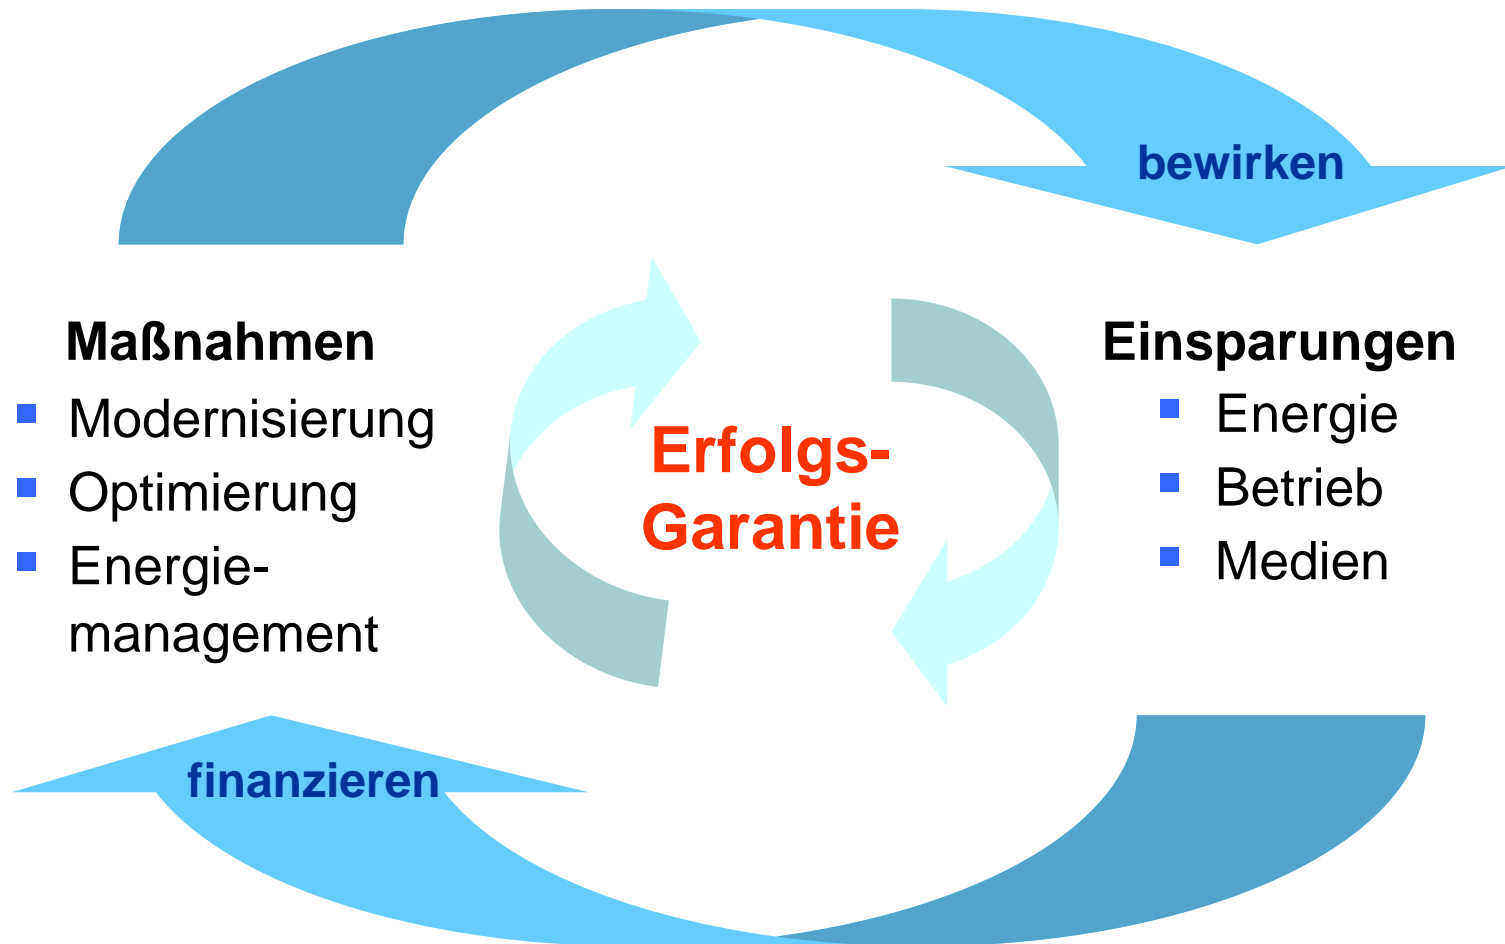 bewirken
Maßnahmen
Modernisierung
Optimierung
Energie-
management
Erfolgs-
Garantie
Einsparungen
Energie
Betrieb
Medien
finanzieren